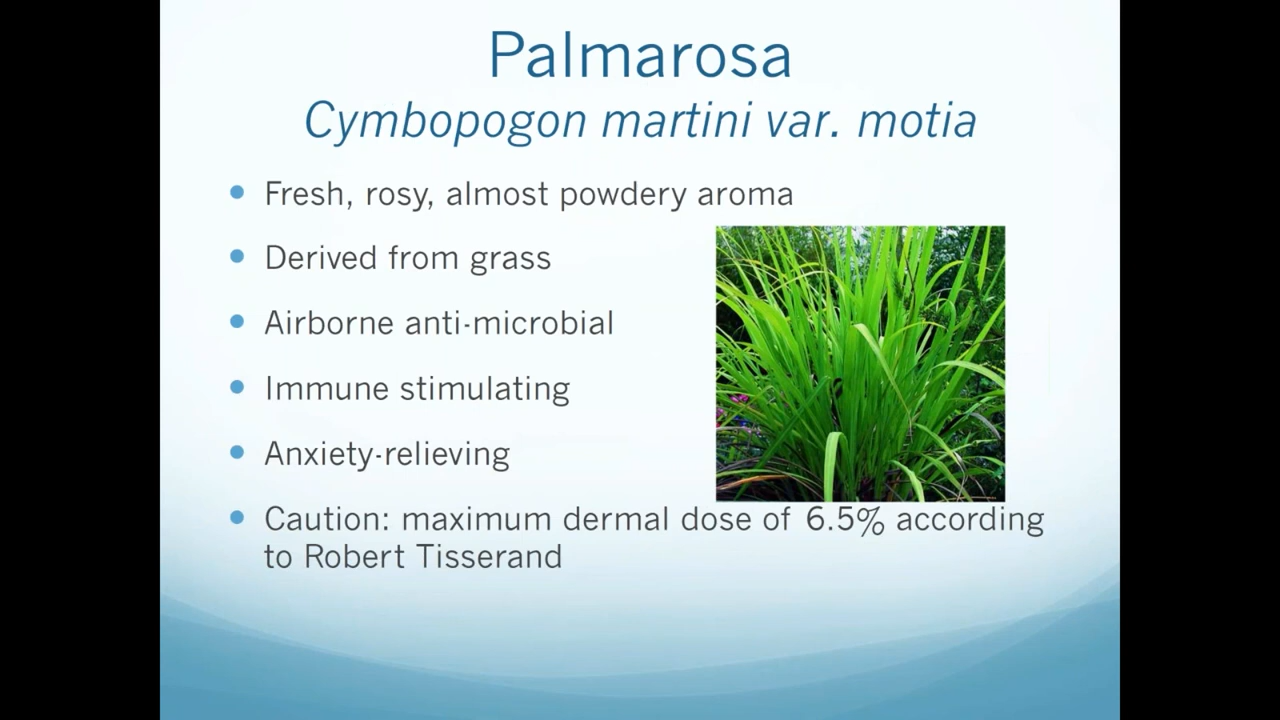 Palmarosa
Cymbopogon martini var. motia
• Fresh, rosy, almost powdery aroma
• Derived from grass
• Airborne anti-microbial
• Immune stimulating
• Anxiety-relieving
• Caution: maximum dermal dose of 6.5% according
to Robert Tisserand